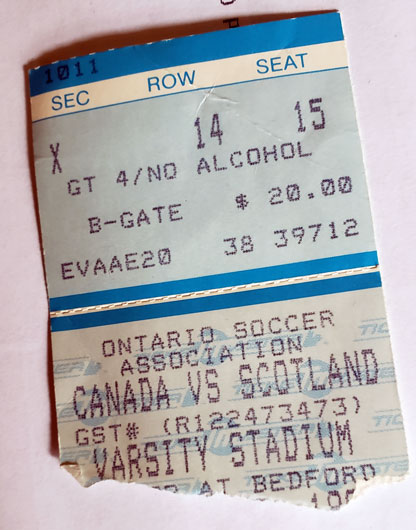 1011
SEC ROW SEAT
X 14 15
GT 4/NO ALCOHOL
B-GATE $ 20.00
EVAAE20 38 39712
ONTARIO SOCCER
ASSOCIATION
CANADA VS SCOTLAND
GST# (R122473473)
VARSITY STADIUM
AT BEDFORD